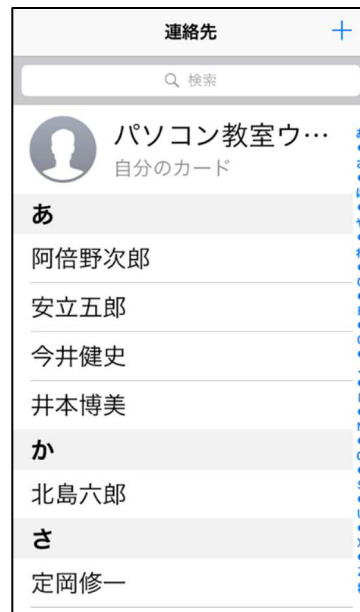 連絡先
検索
パソコン教室ウ…
自分のカード
あ
阿倍野次郎
安立五郎
今井健史
井本博美
か
北島六郎
さ
定岡修一